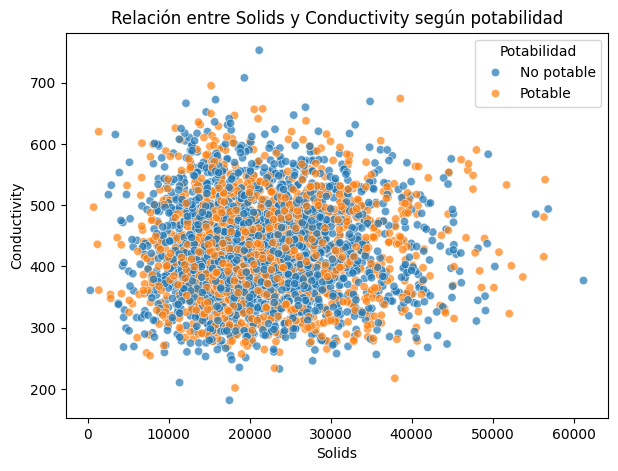 Relación entre Solids y Conductivity según potabilidad
Potabilidad
No potable
Potable
Conductivity
700
600
500
400
300
200
0
10000
20000
30000
40000
50000
60000
Solids